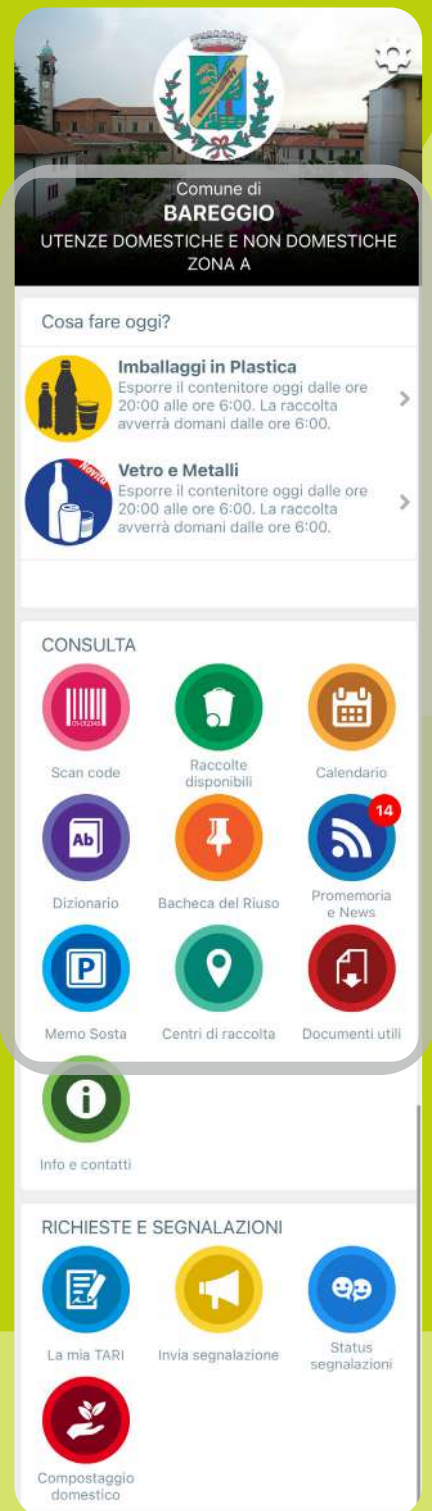 Comune di
BAREGGIO
UTENZE DOMESTICHE E NON DOMESTICHE
ZONA A
Cosa fare oggi?
Imballaggi in Plastica
Esporre il contenitore oggi dalle ore
20:00 alle ore 6:00. La raccolta
avverrà domani dalle ore 6:00.
Novità
Vetro e Metalli
Esporre il contenitore oggi dalle ore
20:00 alle ore 6:00. La raccolta
avverrà domani dalle ore 6:00.
CONSULTA
Scan code
Raccolte
disponibili
Calendario
Ab
14
Dizionario
Bacheca del Riuso
Promemoria
e News
P
Memo Sosta
Centri di raccolta
Documenti utili
i
Info e contatti
RICHIESTE E SEGNALAZIONI
La mia TARI
Invia segnalazione
Status
segnalazioni
Compostaggio
domestico